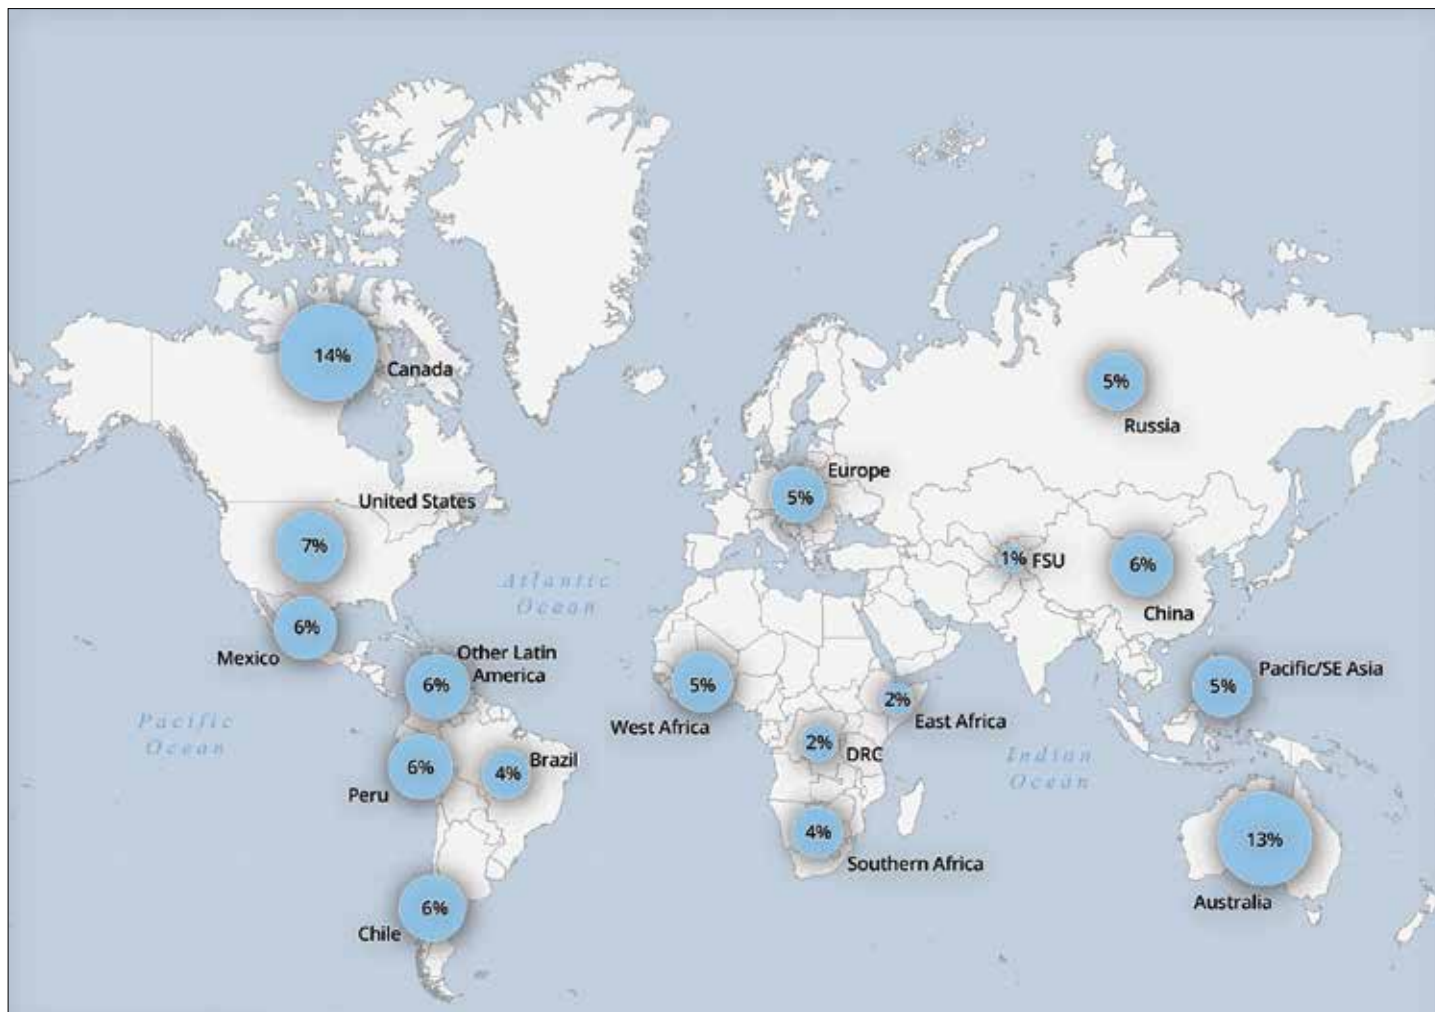 14%
Canada
5%
Russia
Europe
5%
United States
7%
1% FSU
6%
China
Atlantic
Ocean
6%
Mexico
Other Latin
America
6%
5%
West Africa
2%
East Africa
5%
Pacific/SE Asia
Pacific
Ocean
2%
DRC
Indian
Ocean
6%
Peru
Brazil
4%
4%
Southern Africa
13%
Australia
6%
Chile